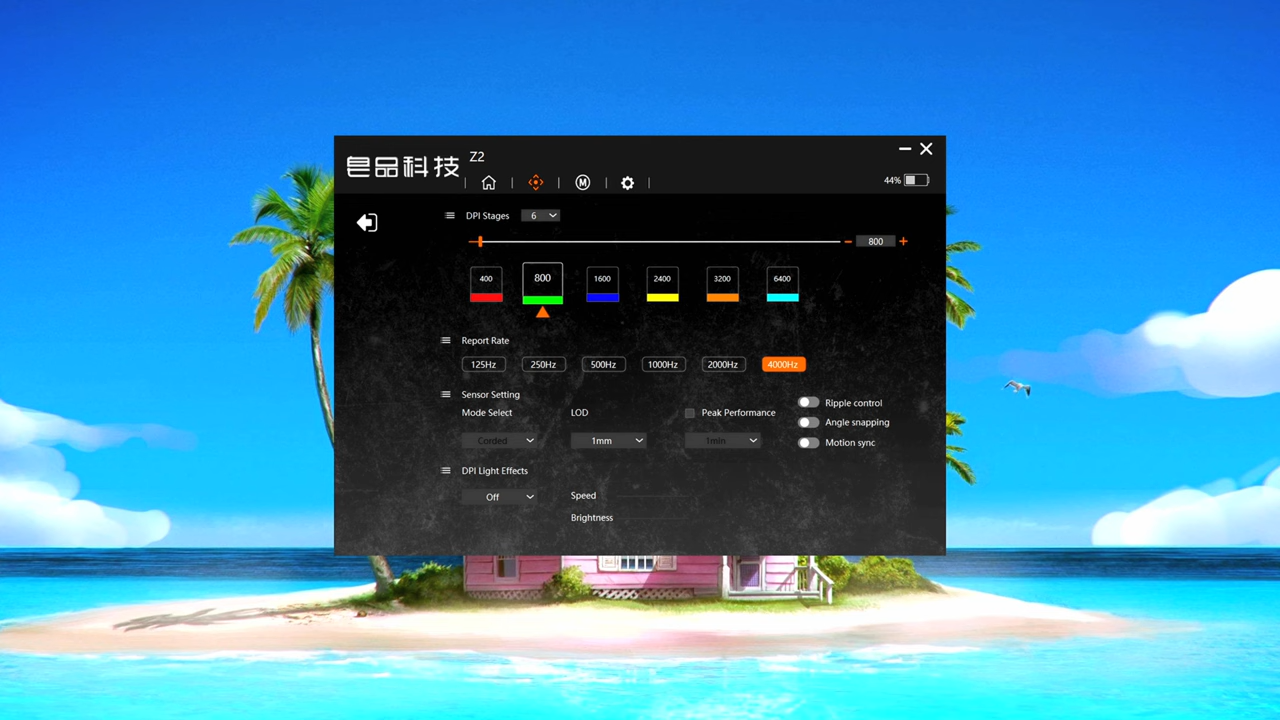 粤品科技
Z2
M
44%
DPI Stages 6
800
400 800 1600 2400 3200 6400
Report Rate
125Hz 250Hz 500Hz 1000Hz 2000Hz 4000Hz
Sensor Setting
Mode Select LOD Peak Performance
Corded 1mm 1min
Ripple control
Angle snapping
Motion sync
DPI Light Effects
Off
Speed
Brightness